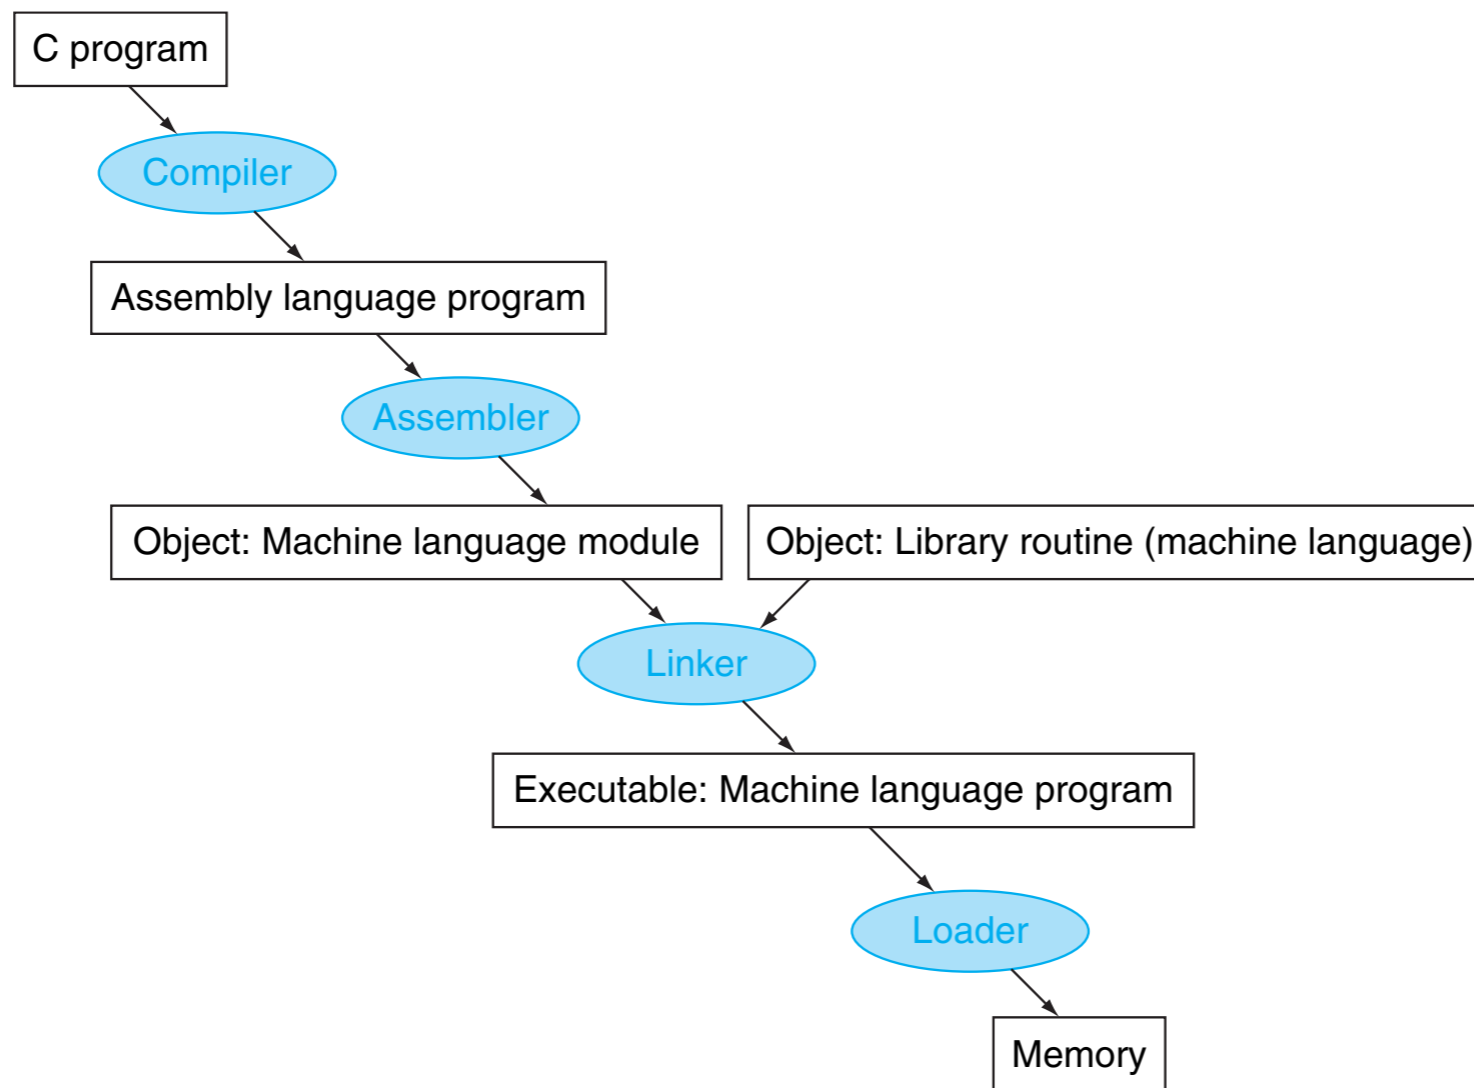 C program
Compiler
Assembly language program
Assembler
Object: Machine language module
Object: Library routine (machine language)
Linker
Executable: Machine language program
Loader
Memory